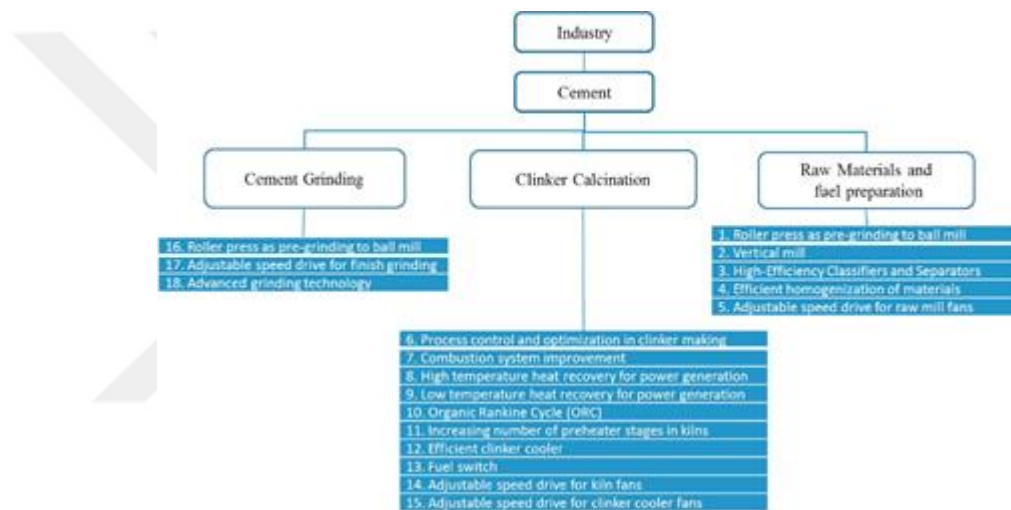 Industry
Cement
Cement Grinding
Clinker Calcination
Raw Materials and
fuel preparation
16. Roller press as pre-grinding to ball mill
17. Adjustable speed drive for finish grinding
18. Advanced grinding technology
1. Roller press as pre-grinding to ball mill
2. Vertical mill
3. High-Efficiency Classifiers and Separators
4. Efficient homogenization of materials
5. Adjustable speed drive for raw mill fans
6. Process control and optimization in clinker making
7. Combustion system improvement
8. High temperature heat recovery for power generation
9. Low temperature heat recovery for power generation
10. Organic Rankine Cycle (ORC)
11. Increasing number of preheater stages in kilns
12. Efficient clinker cooler
13. Fuel switch
14. Adjustable speed drive for kiln fans
15. Adjustable speed drive for clinker cooler fans